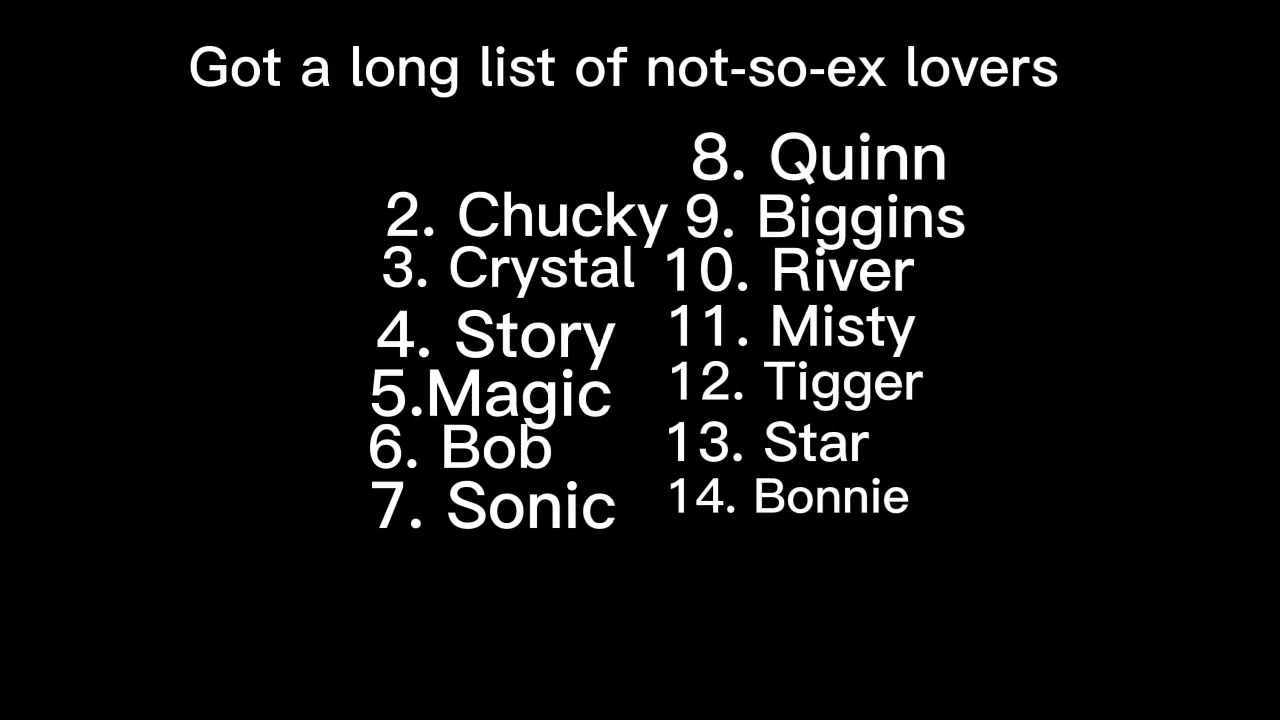 Got a long list of not-so-ex lovers
2. Chucky
3. Crystal
4. Story
5.Magic
6. Bob
7. Sonic
8. Quinn
9. Biggins
10. River
11. Misty
12. Tigger
13. Star
14. Bonnie